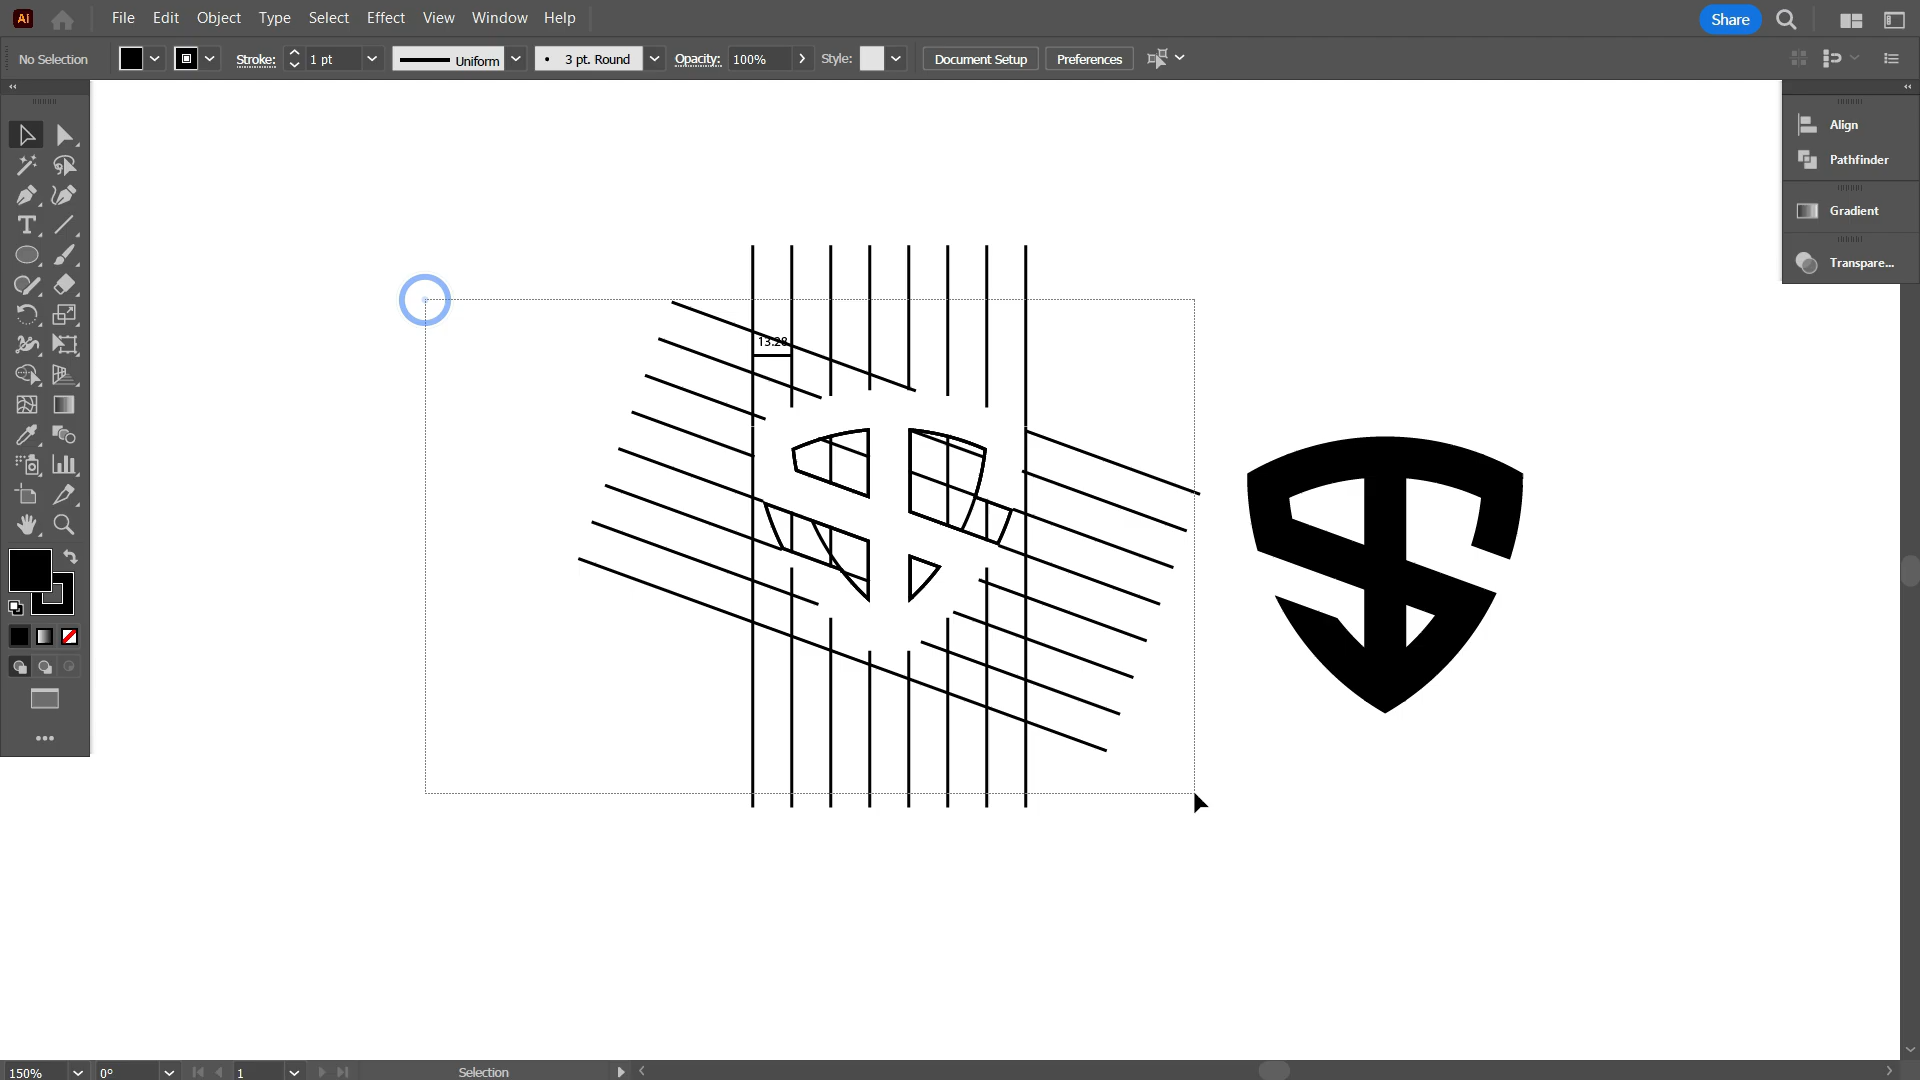 Ai File Edit Object Type Select Effect View Window Help Share
No Selection Stroke: 1 pt Uniform 3 pt. Round Opacity: 100% Style: Document Setup Preferences
Align
Pathfinder
Gradient
Transpare...
13.28
150% 0° 1 Selection